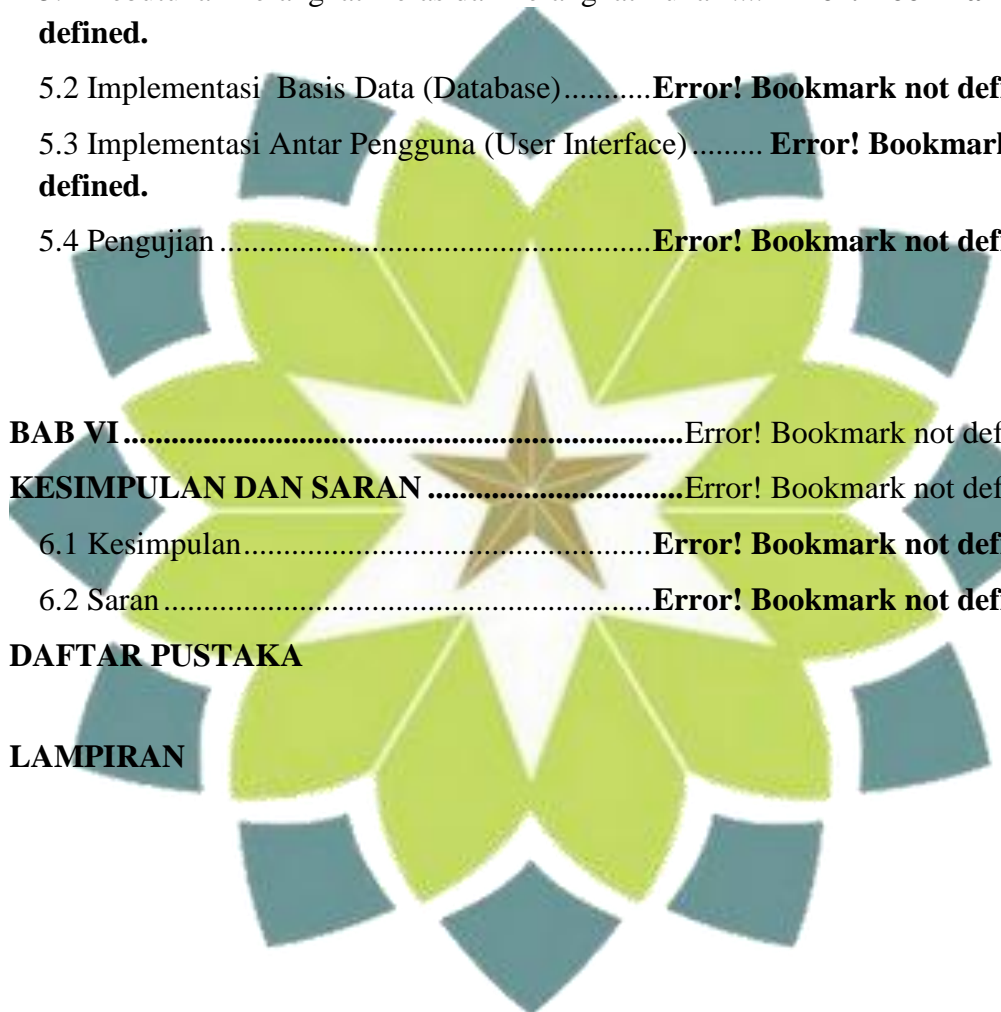 defined.
5.2 Implementasi Basis Data (Database)...........Error! Bookmark not def
5.3 Implementasi Antar Pengguna (User Interface)......... Error! Bookmark
defined.
5.4 Pengujian.......................................................Error! Bookmark not def
BAB VI.......................................................................Error! Bookmark not def
KESIMPULAN DAN SARAN.................................Error! Bookmark not def
6.1 Kesimpulan....................................................Error! Bookmark not def
6.2 Saran..............................................................Error! Bookmark not def
DAFTAR PUSTAKA
LAMPIRAN